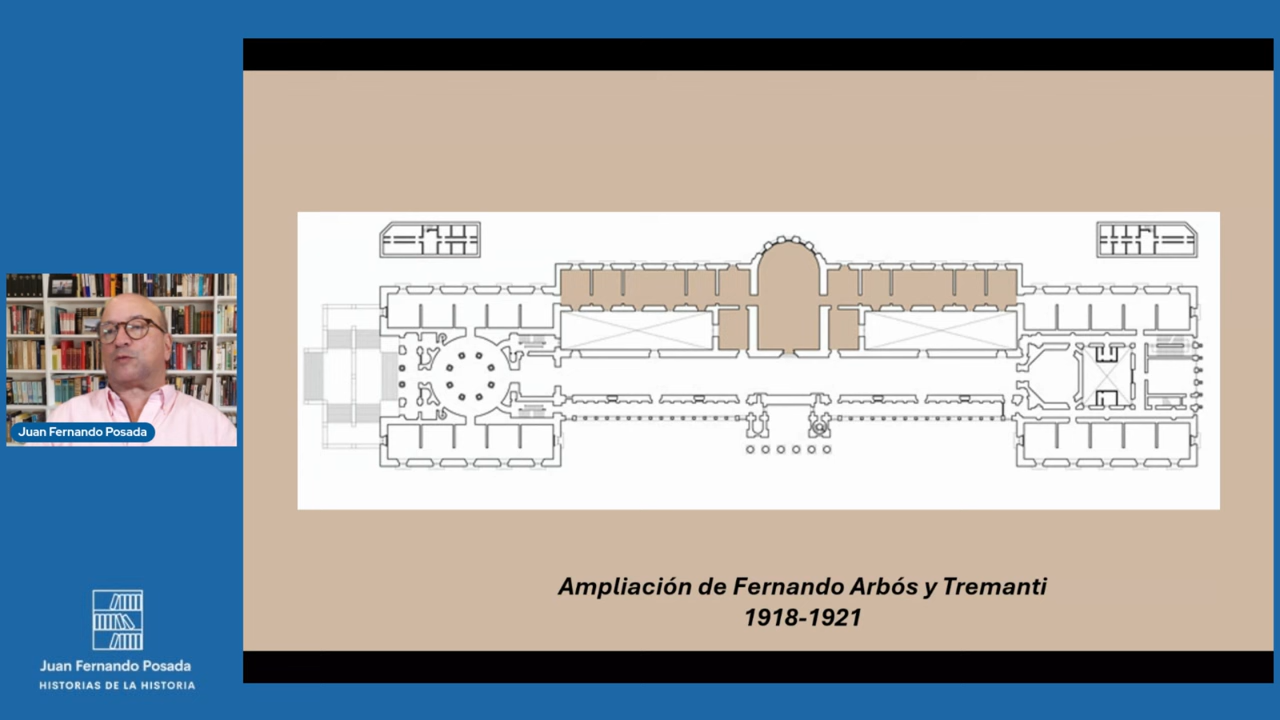 Ampliación de Fernando Arbós y Tremanti
1918-1921
Juan Fernando Posada
Juan Fernando Posada
HISTORIAS DE LA HISTORIA